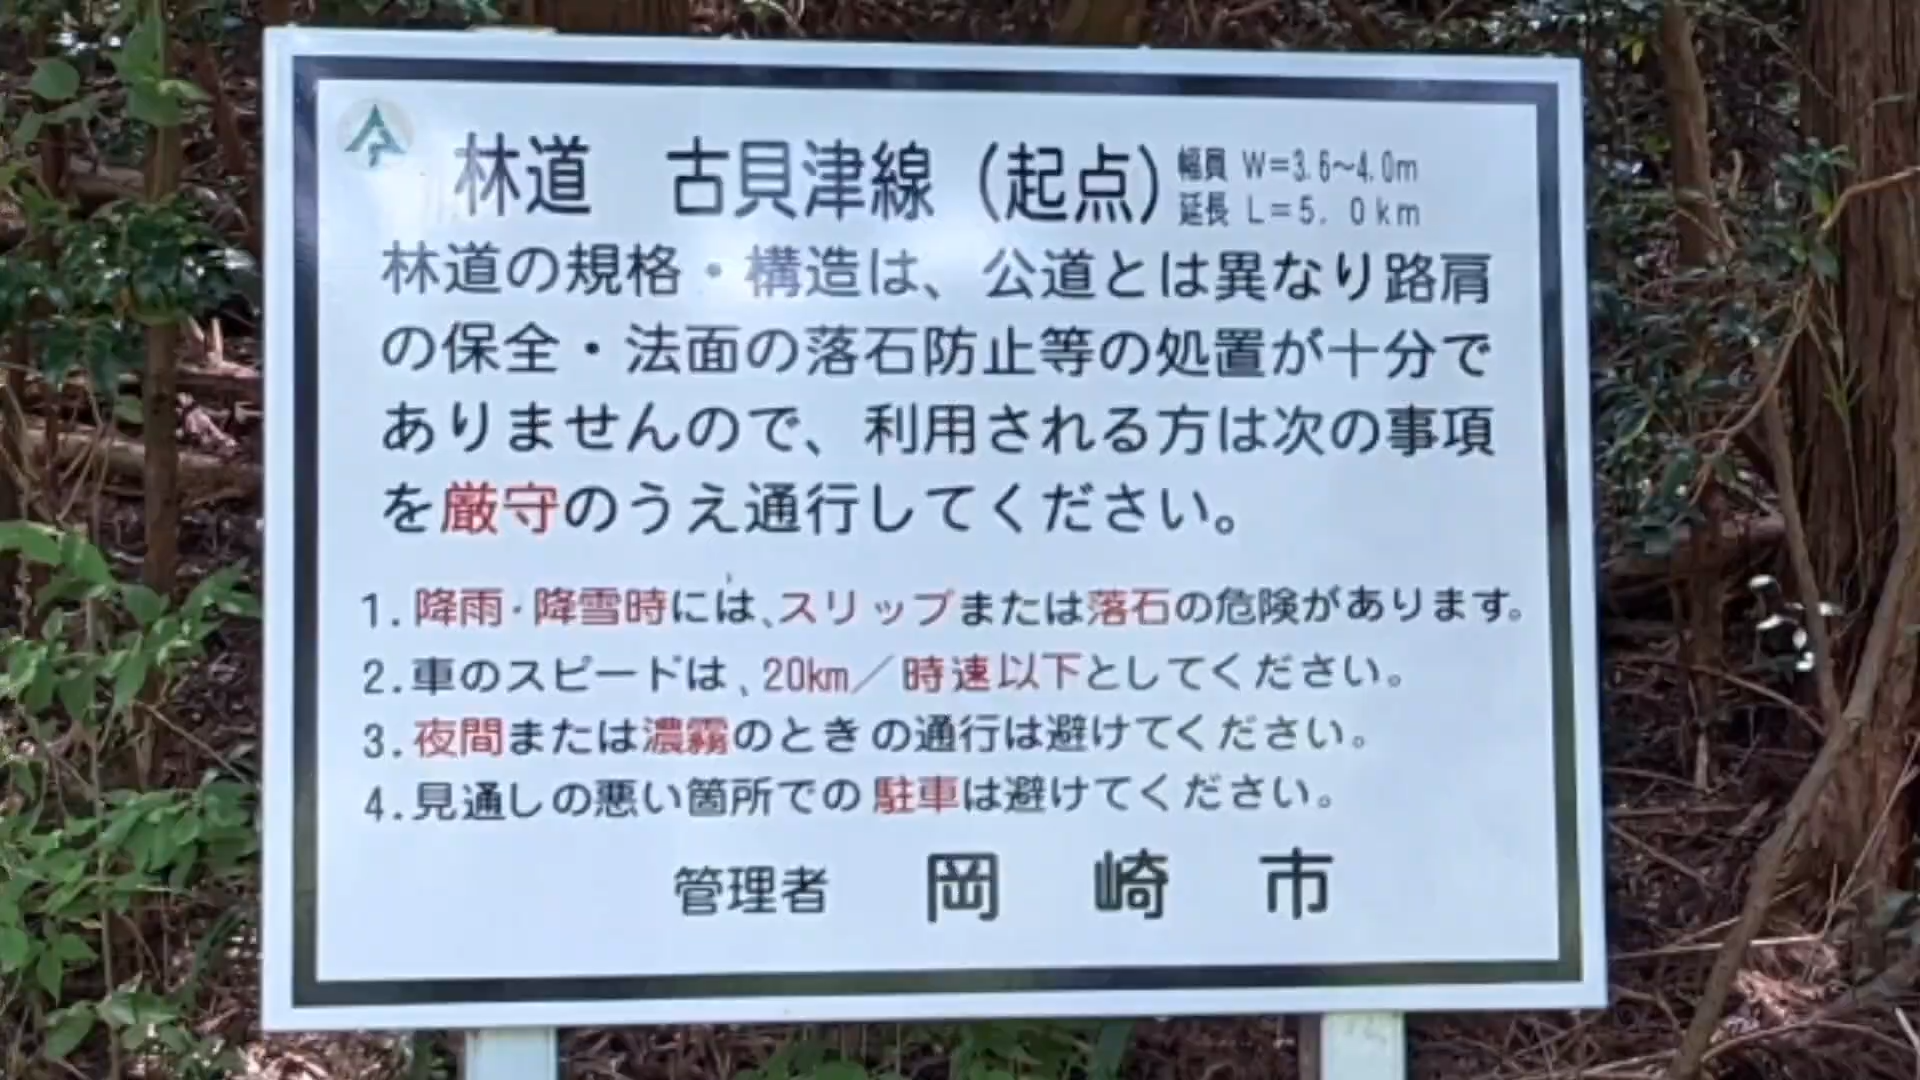 林道　古貝津線（起点）
幅員 W＝3.6～4.0m
延長 L＝5．0km
林道の規格・構造は、公道とは異なり路肩
の保全・法面の落石防止等の処置が十分で
ありませんので、利用される方は次の事項
を厳守のうえ通行してください。
1.降雨・降雪時には、スリップまたは落石の危険があります。
2.車のスピードは、20km／時速以下としてください。
3.夜間または濃霧のときの通行は避けてください。
4.見通しの悪い箇所での駐車は避けてください。
管理者　岡　崎　市